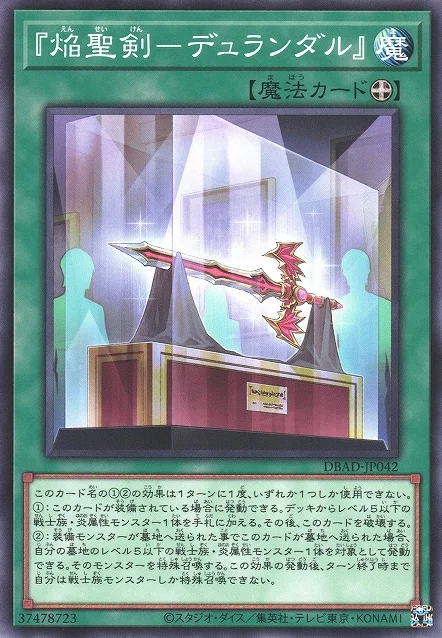 『焔聖剣－デュランダル』 魔
【魔法カード】
DBAD-JP042
このカード名の①②の効果は1ターンに1度、いずれか1つしか使用できない。
①：このカードが装備されている場合に発動できる。デッキからレベル5以下の
戦士族・炎属性モンスター1体を手札に加える。その後、このカードを破壊する。
②：装備モンスターが墓地へ送られた事でこのカードが墓地へ送られた場合、
自分の墓地のレベル5以下の戦士族・炎属性モンスター1体を対象として発動
できる。そのモンスターを特殊召喚する。この効果の発動後、ターン終了時まで
自分は戦士族モンスターしか特殊召喚できない。
37478723 ©スタジオ・ダイス／集英社・テレビ東京・KONAMI